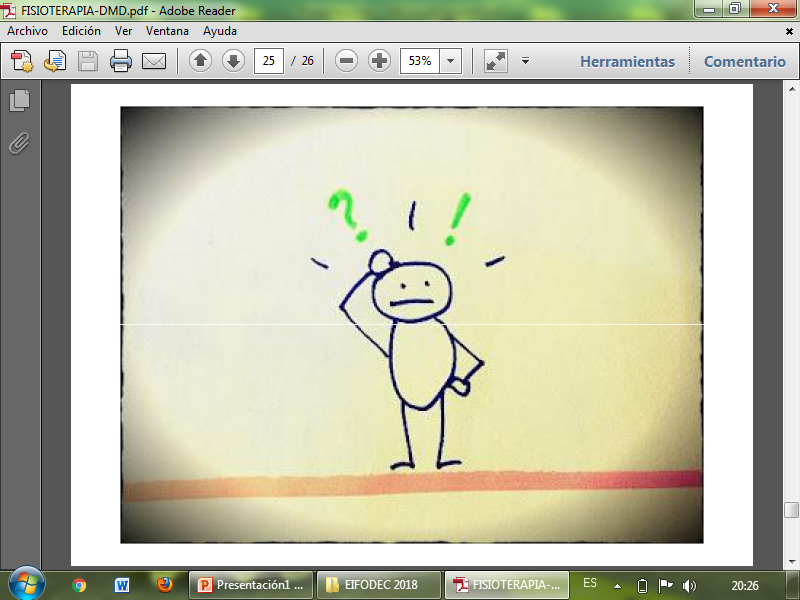 FISIOTERAPIA-DMD.pdf - Adobe Reader
Archivo Edición Ver Ventana Ayuda
25 / 26 53% Herramientas Comentario
? !
Presentación1 ... EIFODEC 2018 FISIOTERAPIA-... ES 20:26